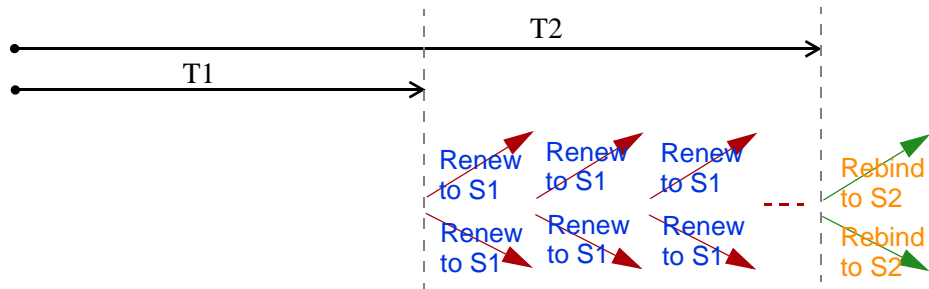 T2
T1
Renew
to S1
Renew
to S1
Renew
to S1
Rebind
to S2
Renew
to S1
Renew
to S1
Renew
to S1
Rebind
to S2